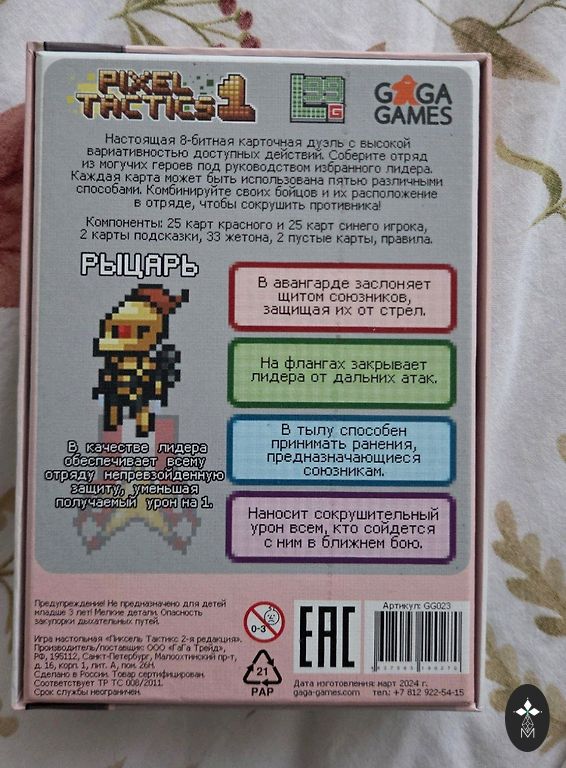 PIXEL TACTICS 1
L99 G
GAGA
GAMES
Настоящая 8-битная карточная дуэль с высокой
вариативностью доступных действий. Соберите отряд
из могучих героев под руководством избранного лидера.
Каждая карта может быть использована пятью различными
способами. Комбинируйте своих бойцов и их расположение
в отряде, чтобы сокрушить противника!
Компоненты: 25 карт красного и 25 карт синего игрока,
2 карты подсказки, 33 жетона, 2 пустые карты, правила.
РЫЦАРЬ
В авангарде заслоняет
щитом союзников,
защищая их от стрел.
На флангах закрывает
лидера от дальних атак.
В тылу способен
принимать ранения,
предназначающиеся
союзникам.
Наносит сокрушительный
урон всем, кто сойдется
с ним в ближнем бою.
В качестве лидера
обеспечивает всему
отряду непревзойденную
защиту, уменьшая
получаемый урон на 1.
Предупреждение! Не предназначено для детей
младше 3 лет! Мелкие детали. Опасность
закупорки дыхательных путей.
Игра настольная «Пиксель Тактикс 2-я редакция».
Производитель/поставщик: ООО «ГаГа Трейд»,
РФ, 195112, Санкт-Петербург, Малоохтинский пр-т,
д. 16, корп. 1, лит. А, пом. 26Н.
Сделано в России. Товар сертифицирован.
Соответствует ТР ТС 008/2011.
Срок службы неограничен.
0-3
21
PAP
EAC
Артикул: GG023
Дата изготовления: март 2024 г.
gaga-games.com тел.: +7 812 922-54-15
M